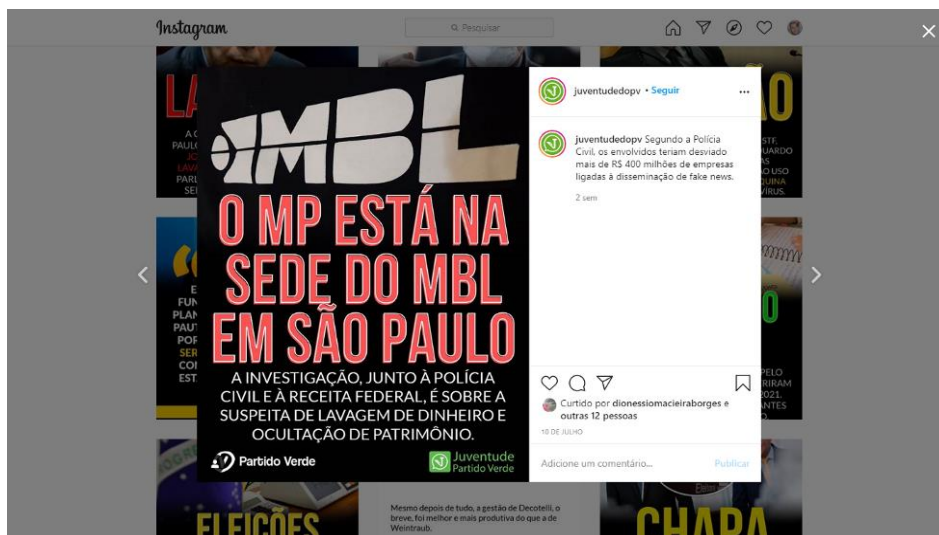 Instagram
Pesquisar
MBL
O MP ESTÁ NA
SEDE DO MBL
EM SÃO PAULO
A INVESTIGAÇÃO, JUNTO À POLÍCIA
CIVIL E À RECEITA FEDERAL, É SOBRE A
SUSPEITA DE LAVAGEM DE DINHEIRO E
OCULTAÇÃO DE PATRIMÔNIO.
Partido Verde
Juventude
Partido Verde
juventudedopv • Seguir
juventudedopv Segundo a Polícia
Civil, os envolvidos teriam desviado
mais de R$ 400 milhões de empresas
ligadas à disseminação de fake news.
2 sem
Curtido por dionessiomacieiraborges e
outras 12 pessoas
10 DE JULHO
Adicione um comentário... Publicar
ELEIÇÕES
Mesmo depois de tudo, a gestão de Decotelli, o
breve, foi melhor e mais produtiva do que a de
Weintraub.
CHAPA